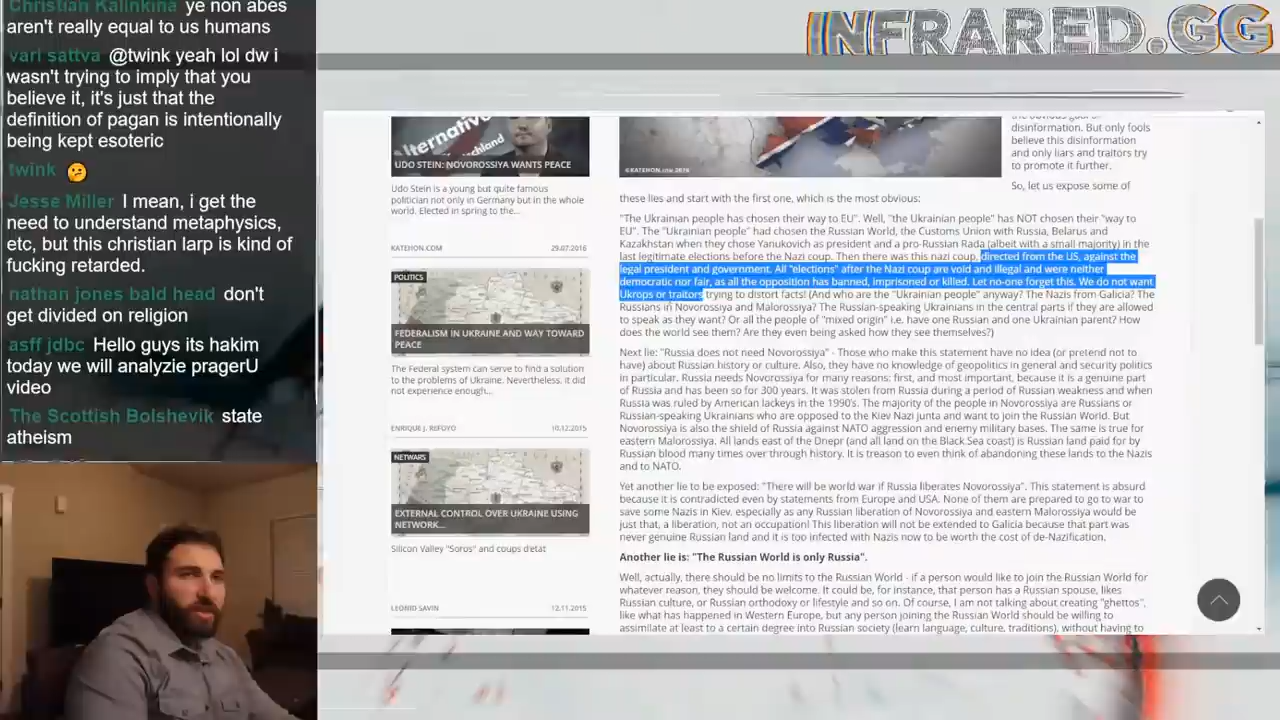 Christian Kalinkina ye non abes
aren't really equal to us humans
vari sattva @twink yeah lol dw i
wasn't trying to imply that you
believe it, it's just that the
definition of pagan is intentionally
being kept esoteric
twink
Jesse Miller I mean, i get the
need to understand metaphysics,
etc, but this christian larp is kind of
fucking retarded.
nathan jones bald head don't
get divided on religion
asff jdbc Hello guys its hakim
today we will analyzie pragerU
video
The Scottish Bolshevik state
atheism
INFRARED.GG
lternative
tschland
UDO STEIN: NOVOROSSIYA WANTS PEACE
Udo Stein is a young but quite famous
politician not only in Germany but in the whole
world. Elected in spring to the...
KATEHON.COM 29.07.2016
POLITICS
FEDERALISM IN UKRAINE AND WAY TOWARD
PEACE
The Federal system can serve to find a solution
to the problems of Ukraine. Nevertheless, it did
not experience enough...
ENRIQUE J. REFOYO 10.12.2015
NETWARS
EXTERNAL CONTROL OVER UKRAINE USING
NETWORK...
Silicon Valley "Soros" and coups d'etat
LEONID SAVIN 12.11.2015
disinformation. But only fools
believe this disinformation
and only liars and traitors try
to promote it further.
So, let us expose some of
these lies and start with the first one, which is the most obvious:
"The Ukrainian people has chosen their way to EU". Well, "the Ukrainian people" has NOT chosen their "way to
EU". The "Ukrainian people" had chosen the Russian World, the Customs Union with Russia, Belarus and
Kazakhstan when they chose Yanukovich as president and a pro-Russian Rada (albeit with a small majority) in the
last legitimate elections before the Nazi coup. Then there was this nazi coup, directed from the US, against the
legal president and government. All "elections" after the Nazi coup are void and illegal and were neither
democratic nor fair, as all the opposition has banned, imprisoned or killed. Let no-one forget this. We do not want
Ukrops or traitors trying to distort facts! (And who are the "Ukrainian people" anyway? The Nazis from Galicia? The
Russians in Novorossiya and Malorossiya? The Russian-speaking Ukrainians in the central parts if they are allowed
to speak as they want? Or all the people of "mixed origin" i.e. have one Russian and one Ukrainian parent? How
does the world see them? Are they even being asked how they see themselves?)
Next lie: "Russia does not need Novorossiya" - Those who make this statement have no idea (or pretend not to
have) about Russian history or culture. Also, they have no knowledge of geopolitics in general and security politics
in particular. Russia needs Novorossiya for many reasons: first, and most important, because it is a genuine part
of Russia and has been so for 300 years. It was stolen from Russia during a period of Russian weakness and when
Russia was ruled by American lackeys in the 1990's. The majority of the people in Novorossiya are Russians or
Russian-speaking Ukrainians who are opposed to the Kiev Nazi junta and want to join the Russian World. But
Novorossiya is also the shield of Russia against NATO aggression and enemy military bases. The same is true for
eastern Malorossiya. All lands east of the Dnepr (and all land on the Black Sea coast) is Russian land paid for by
Russian blood many times over through history. It is treason to even think of abandoning these lands to the Nazis
and to NATO.
Yet another lie to be exposed: "There will be world war if Russia liberates Novorossiya". This statement is absurd
because it is contradicted even by statements from Europe and USA. None of them are prepared to go to war to
save some Nazis in Kiev, especially as any Russian liberation of Novorossiya and eastern Malorossiya would be
just that, a liberation, not an occupation! This liberation will not be extended to Galicia because that part was
never genuine Russian land and it is too infected with Nazis now to be worth the cost of de-Nazification.
Another lie is: "The Russian World is only Russia".
Well, actually, there should be no limits to the Russian World - if a person would like to join the Russian World for
whatever reason, they should be welcome. It could be, for instance, that person has a Russian spouse, likes
Russian culture, or Russian orthodoxy or lifestyle and so on. Of course, I am not talking about creating "ghettos",
like what has happened in Western Europe, but any person joining the Russian World should be willing to
assimilate at least to a certain degree into Russian society (learn language, culture, traditions), without having to